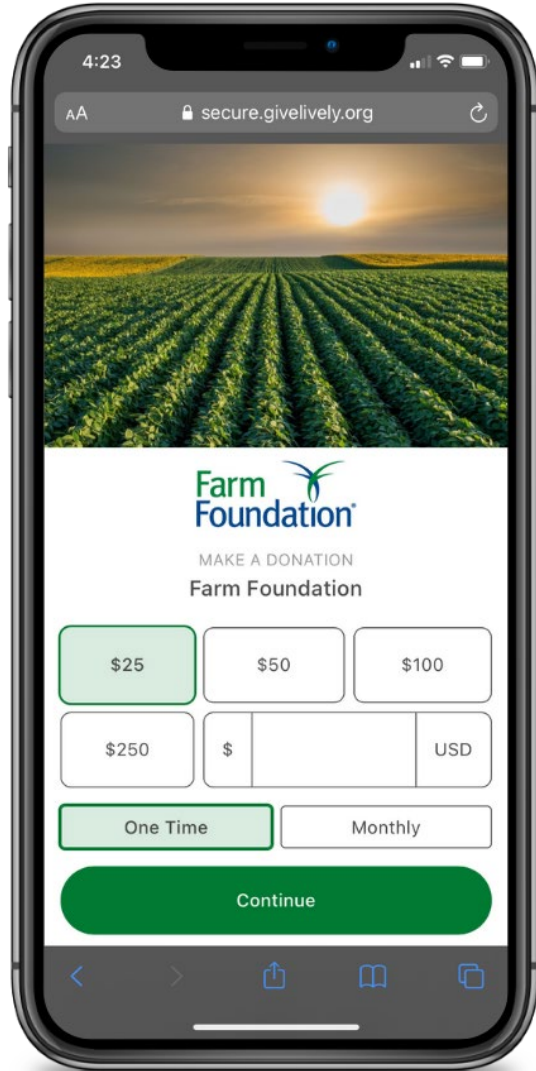 4:23
AA secure.givelively.org
Farm
Foundation®
MAKE A DONATION
Farm Foundation
$25 $50 $100
$250 $ USD
One Time Monthly
Continue